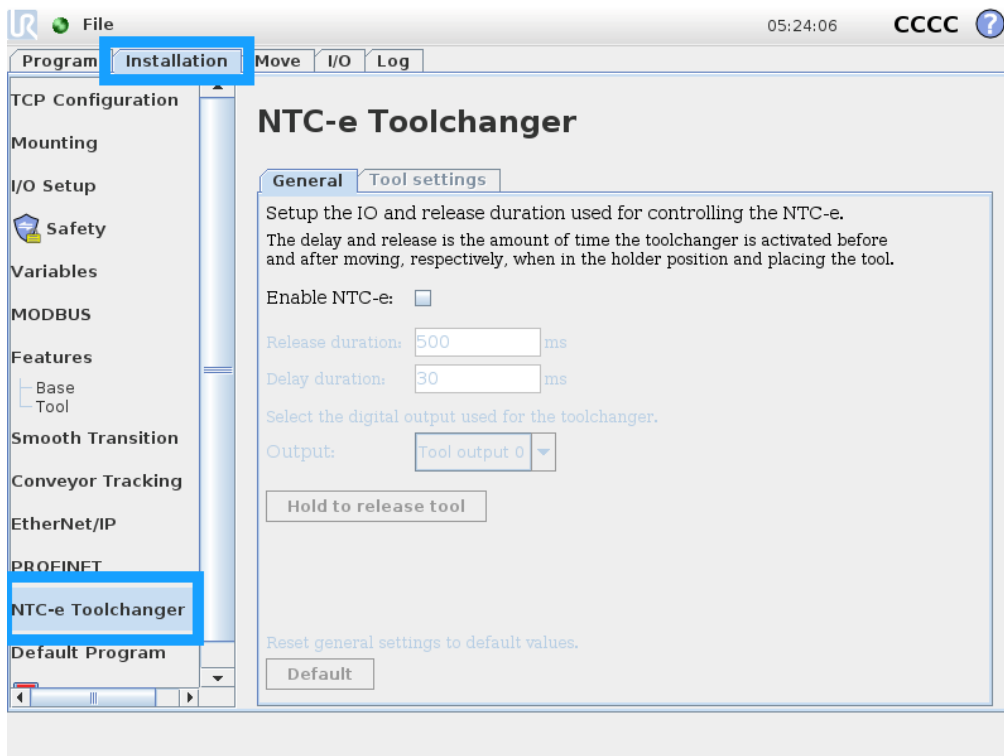 UR File 05:24:06 CCCC ?
Program Installation Move I/O Log
TCP Configuration
Mounting
I/O Setup
Safety
Variables
MODBUS
Features
Base
Tool
Smooth Transition
Conveyor Tracking
EtherNet/IP
PROFINET
NTC-e Toolchanger
Default Program
NTC-e Toolchanger
General Tool settings
Setup the IO and release duration used for controlling the NTC-e.
The delay and release is the amount of time the toolchanger is activated before
and after moving, respectively, when in the holder position and placing the tool.
Enable NTC-e:
Release duration: 500 ms
Delay duration: 30 ms
Select the digital output used for the toolchanger.
Output: Tool output 0
Hold to release tool
Reset general settings to default values.
Default